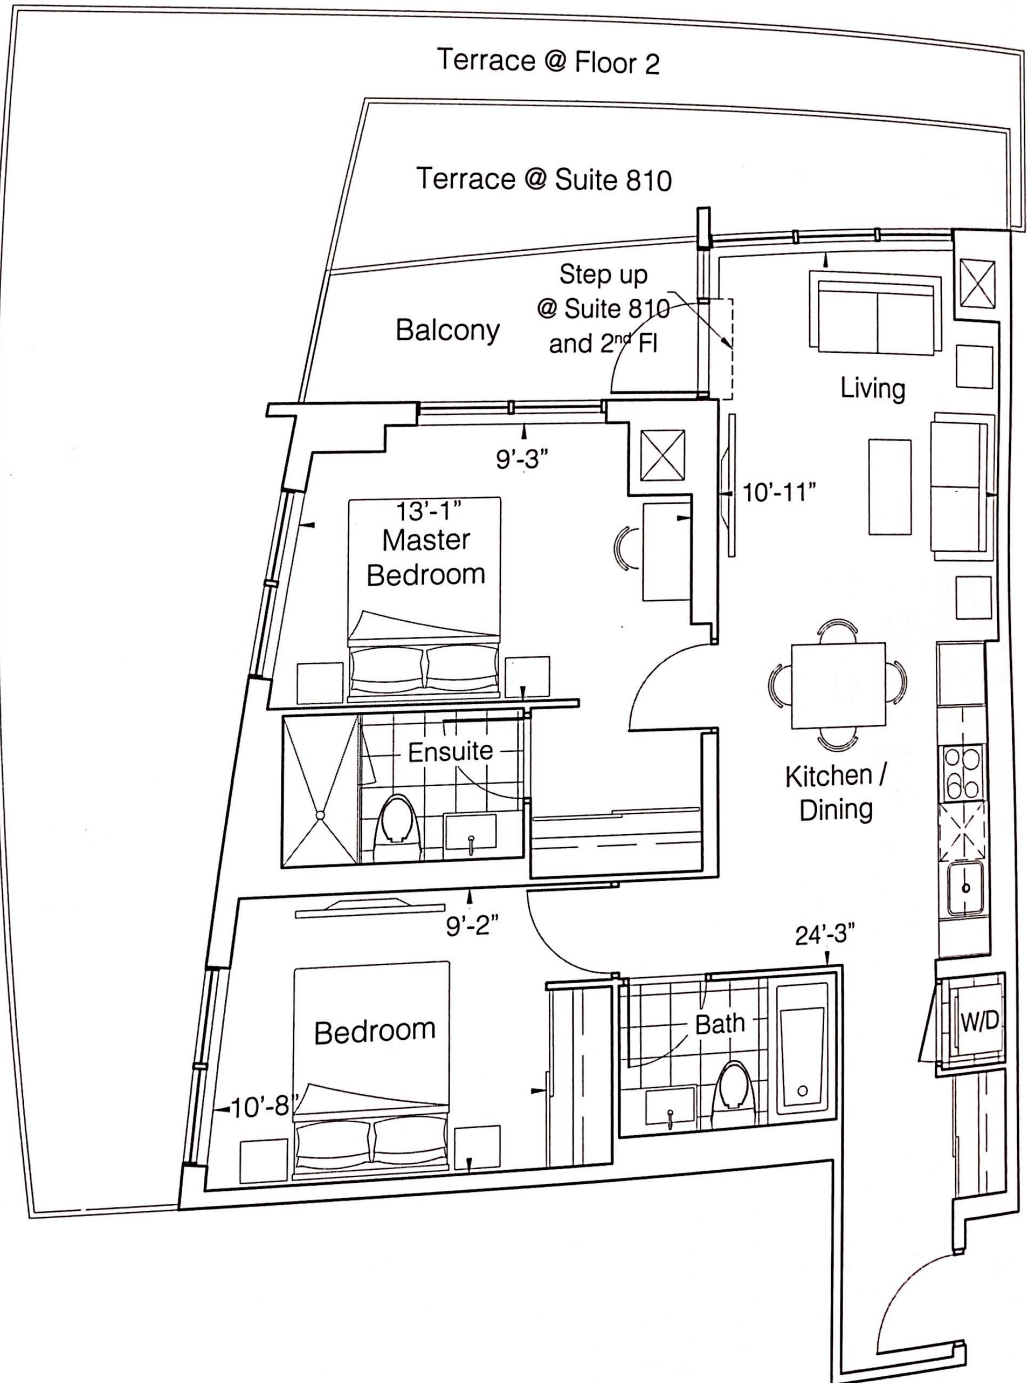 Terrace @ Floor 2
Terrace @ Suite 810
Step up
@ Suite 810
and 2nd Fl
Balcony
Living
9'-3"
10'-11"
13'-1"
Master
Bedroom
Ensuite
Kitchen /
Dining
9'-2"
24'-3"
Bedroom
Bath
W/D
10'-8"